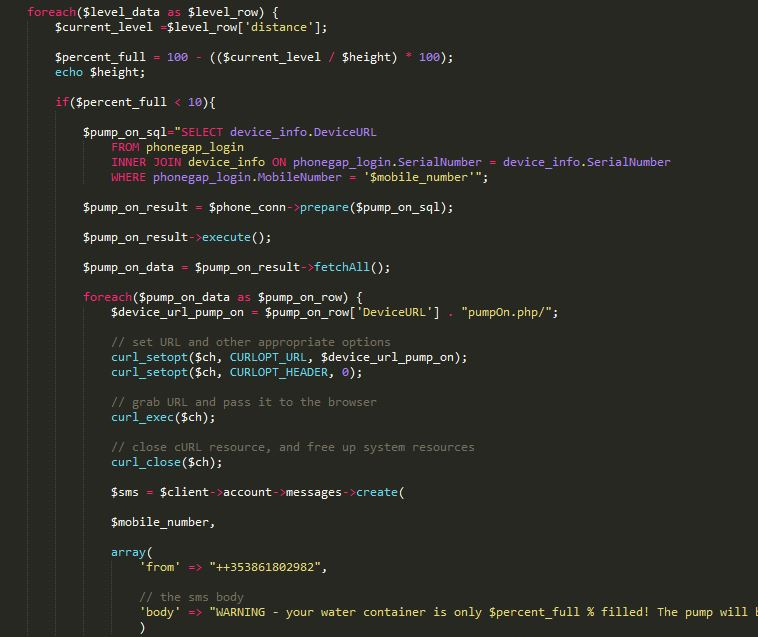 foreach($level_data as $level_row) {
$current_level =$level_row['distance'];
$percent_full = 100 - (($current_level / $height) * 100);
echo $height;
if($percent_full < 10){
$pump_on_sql="SELECT device_info.DeviceURL
FROM phonegap_login
INNER JOIN device_info ON phonegap_login.SerialNumber = device_info.SerialNumber
WHERE phonegap_login.MobileNumber = '$mobile_number'";
$pump_on_result = $phone_conn->prepare($pump_on_sql);
$pump_on_result->execute();
$pump_on_data = $pump_on_result->fetchAll();
foreach($pump_on_data as $pump_on_row) {
$device_url_pump_on = $pump_on_row['DeviceURL'] . "pumpOn.php/";
// set URL and other appropriate options
curl_setopt($ch, CURLOPT_URL, $device_url_pump_on);
curl_setopt($ch, CURLOPT_HEADER, 0);
// grab URL and pass it to the browser
curl_exec($ch);
// close cURL resource, and free up system resources
curl_close($ch);
$sms = $client->account->messages->create(
$mobile_number,
array(
'from' => "++353861802982",
// the sms body
'body' => "WARNING - your water container is only $percent_full % filled! The pump will
)